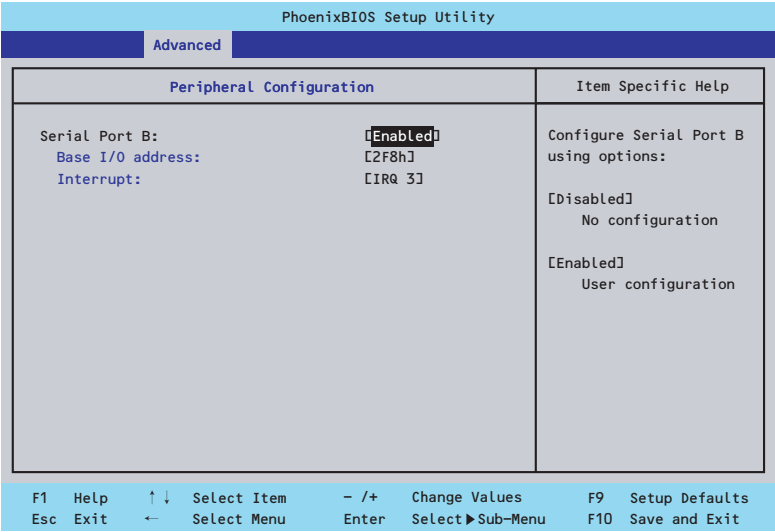 PhoenixBIOS Setup Utility
Advanced
Peripheral Configuration
Item Specific Help
Serial Port B: [Enabled]
Base I/O address: [2F8h]
Interrupt: [IRQ 3]
Configure Serial Port B
using options:
[Disabled]
No configuration
[Enabled]
User configuration
F1 Help ↑↓ Select Item – /+ Change Values F9 Setup Defaults
Esc Exit ← Select Menu Enter Select▶Sub–Menu F10 Save and Exit